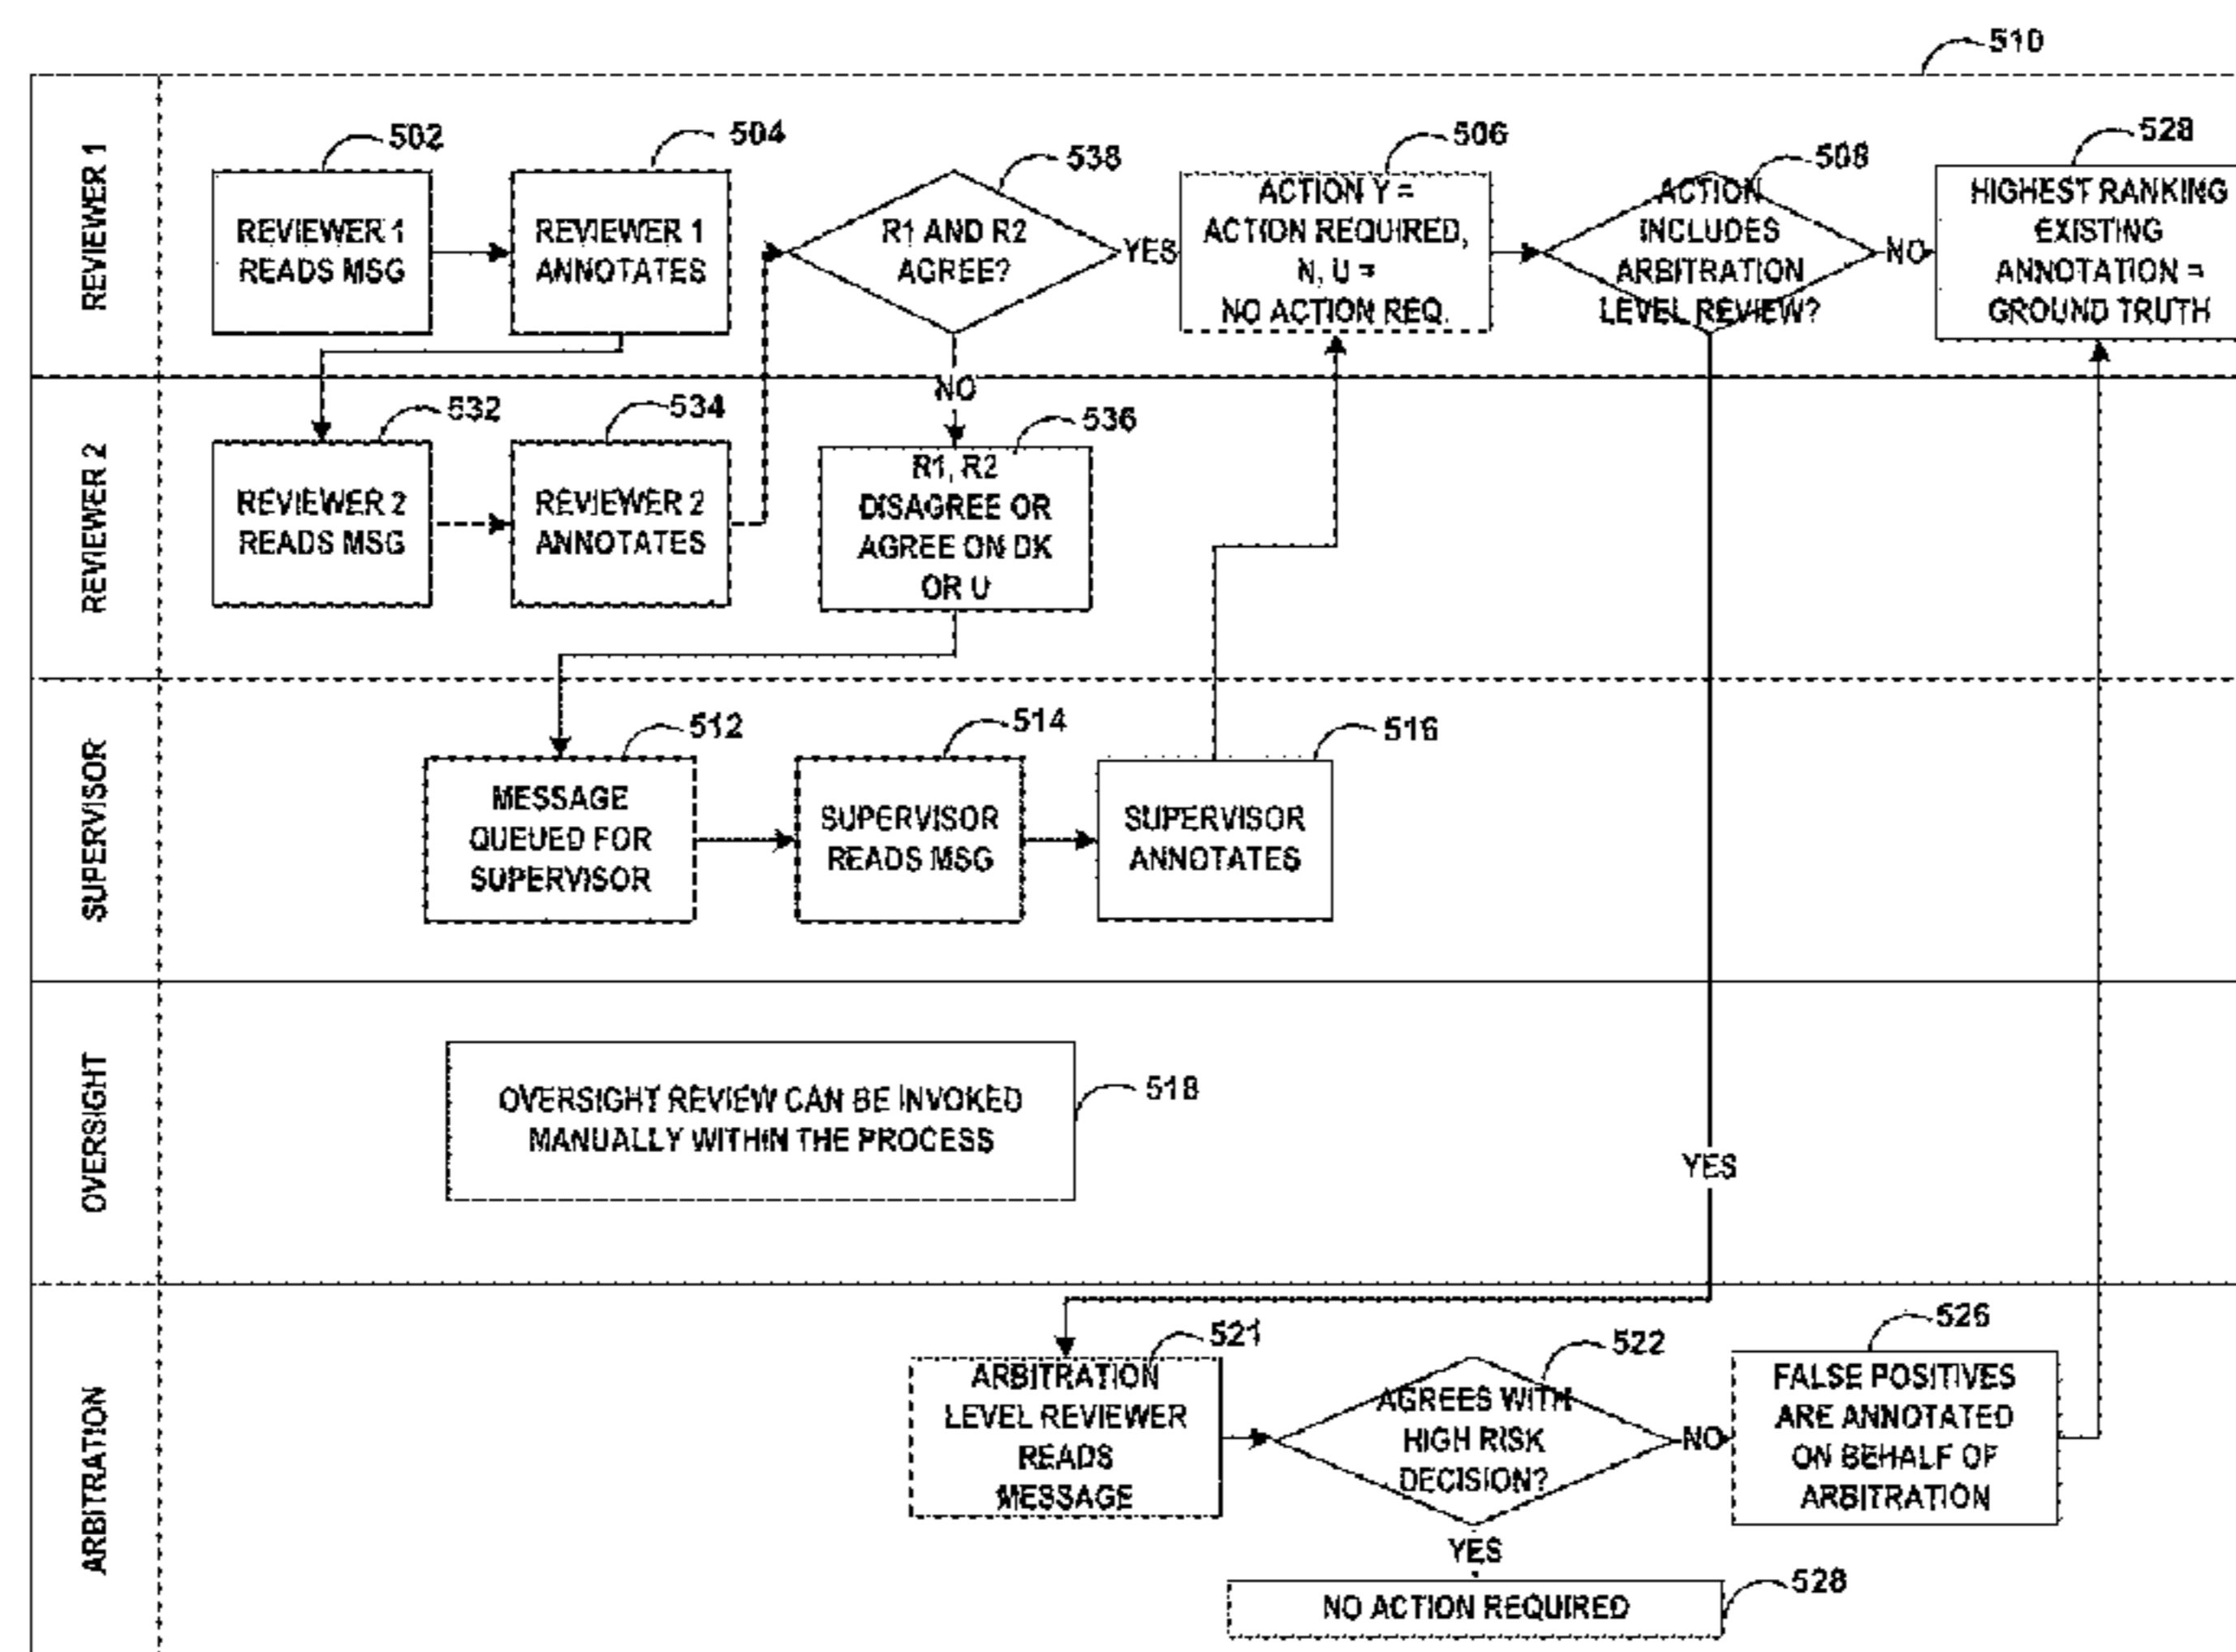 510
REVIEWER 1
502
REVIEWER 1
READS MSG
504
REVIEWER 1
ANNOTATES
538
R1 AND R2
AGREE?
YES
506
ACTION Y =
ACTION REQUIRED,
N, U =
NO ACTION REQ.
508
ACTION
INCLUDES
ARBITRATION
LEVEL REVIEW?
NO
528
HIGHEST RANKING
EXISTING
ANNOTATION =
GROUND TRUTH
NO
REVIEWER 2
532
REVIEWER 2
READS MSG
534
REVIEWER 2
ANNOTATES
536
R1, R2
DISAGREE OR
AGREE ON DK
OR U
SUPERVISOR
512
MESSAGE
QUEUED FOR
SUPERVISOR
514
SUPERVISOR
READS MSG
516
SUPERVISOR
ANNOTATES
OVERSIGHT
OVERSIGHT REVIEW CAN BE INVOKED
MANUALLY WITHIN THE PROCESS
518
YES
ARBITRATION
521
ARBITRATION
LEVEL REVIEWER
READS
MESSAGE
522
AGREES WITH
HIGH RISK
DECISION?
NO
526
FALSE POSITIVES
ARE ANNOTATED
ON BEHALF OF
ARBITRATION
YES
528
NO ACTION REQUIRED